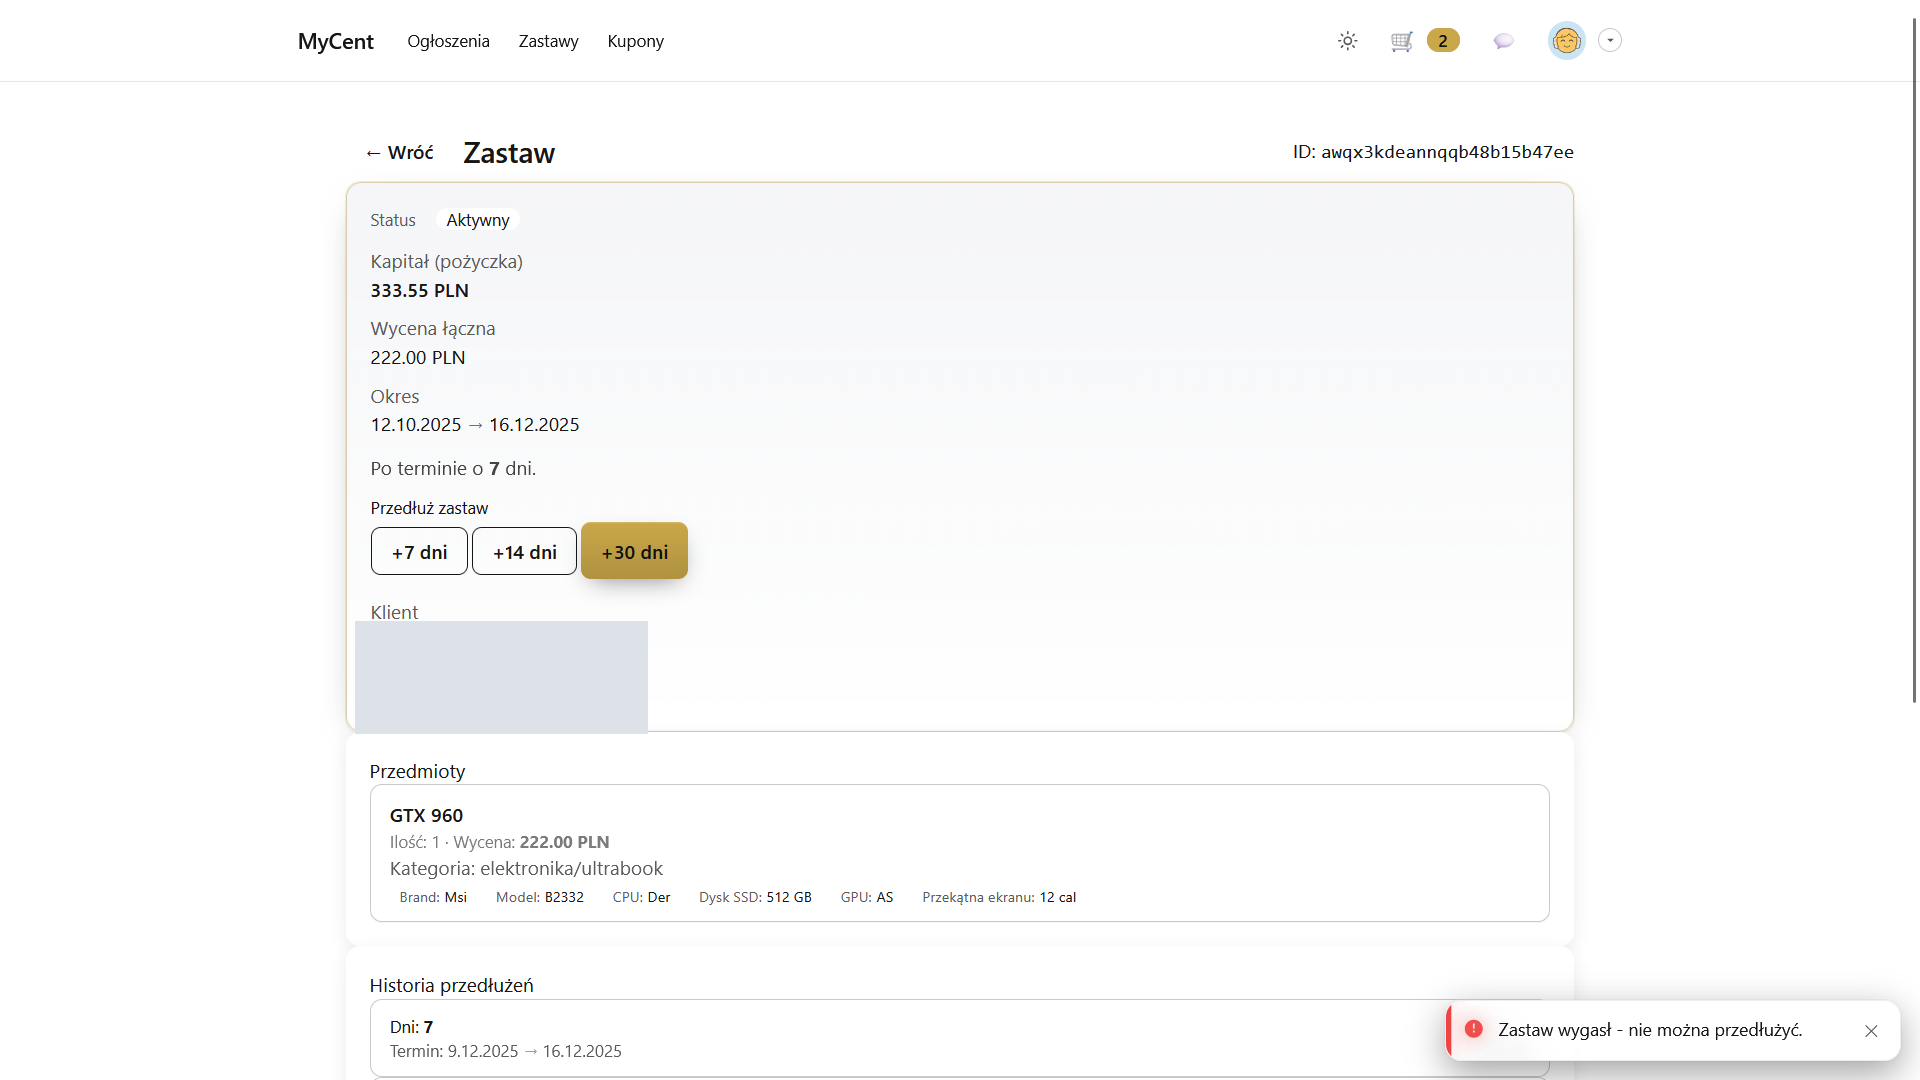 MyCent Ogłoszenia Zastawy Kupony 2
← Wróć Zastaw ID: awqx3kdeannqqb48b15b47ee
Status Aktywny
Kapitał (pożyczka)
333.55 PLN
Wycena łączna
222.00 PLN
Okres
12.10.2025 → 16.12.2025
Po terminie o 7 dni.
Przedłuż zastaw
+7 dni +14 dni +30 dni
Klient
Przedmioty
GTX 960
Ilość: 1 · Wycena: 222.00 PLN
Kategoria: elektronika/ultrabook
Brand: Msi Model: B2332 CPU: Der Dysk SSD: 512 GB GPU: AS Przekątna ekranu: 12 cal
Historia przedłużeń
Dni: 7
Termin: 9.12.2025 → 16.12.2025
Zastaw wygasł - nie można przedłużyć.